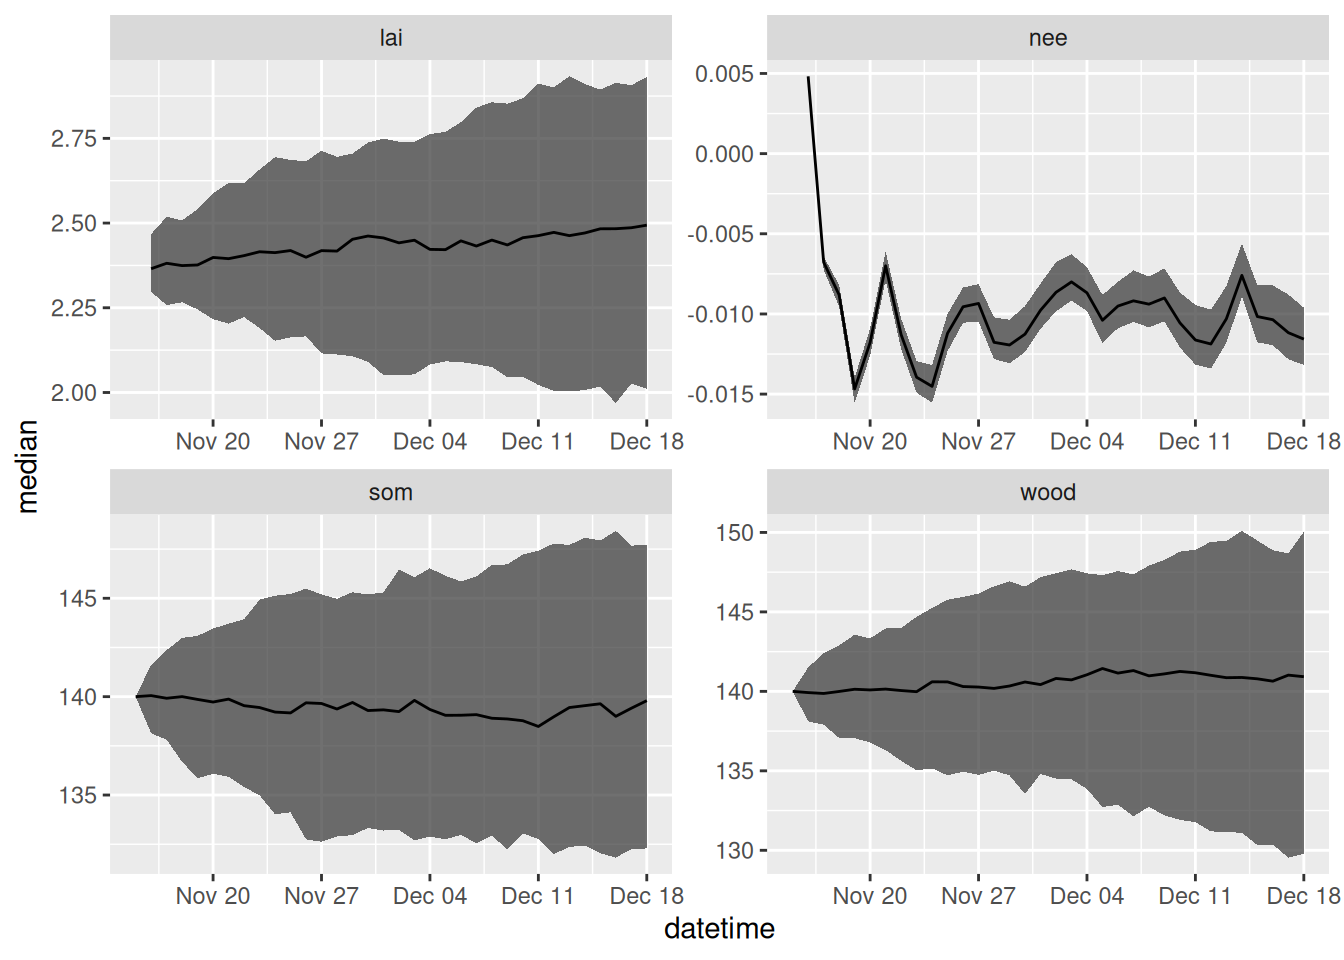 lai
nee
2.75
2.50
2.25
2.00
0.005
0.000
-0.005
-0.010
-0.015
Nov 20 Nov 27 Dec 04 Dec 11 Dec 18
Nov 20 Nov 27 Dec 04 Dec 11 Dec 18
median
som
wood
145
140
135
150
145
140
135
130
Nov 20 Nov 27 Dec 04 Dec 11 Dec 18
Nov 20 Nov 27 Dec 04 Dec 11 Dec 18
datetime